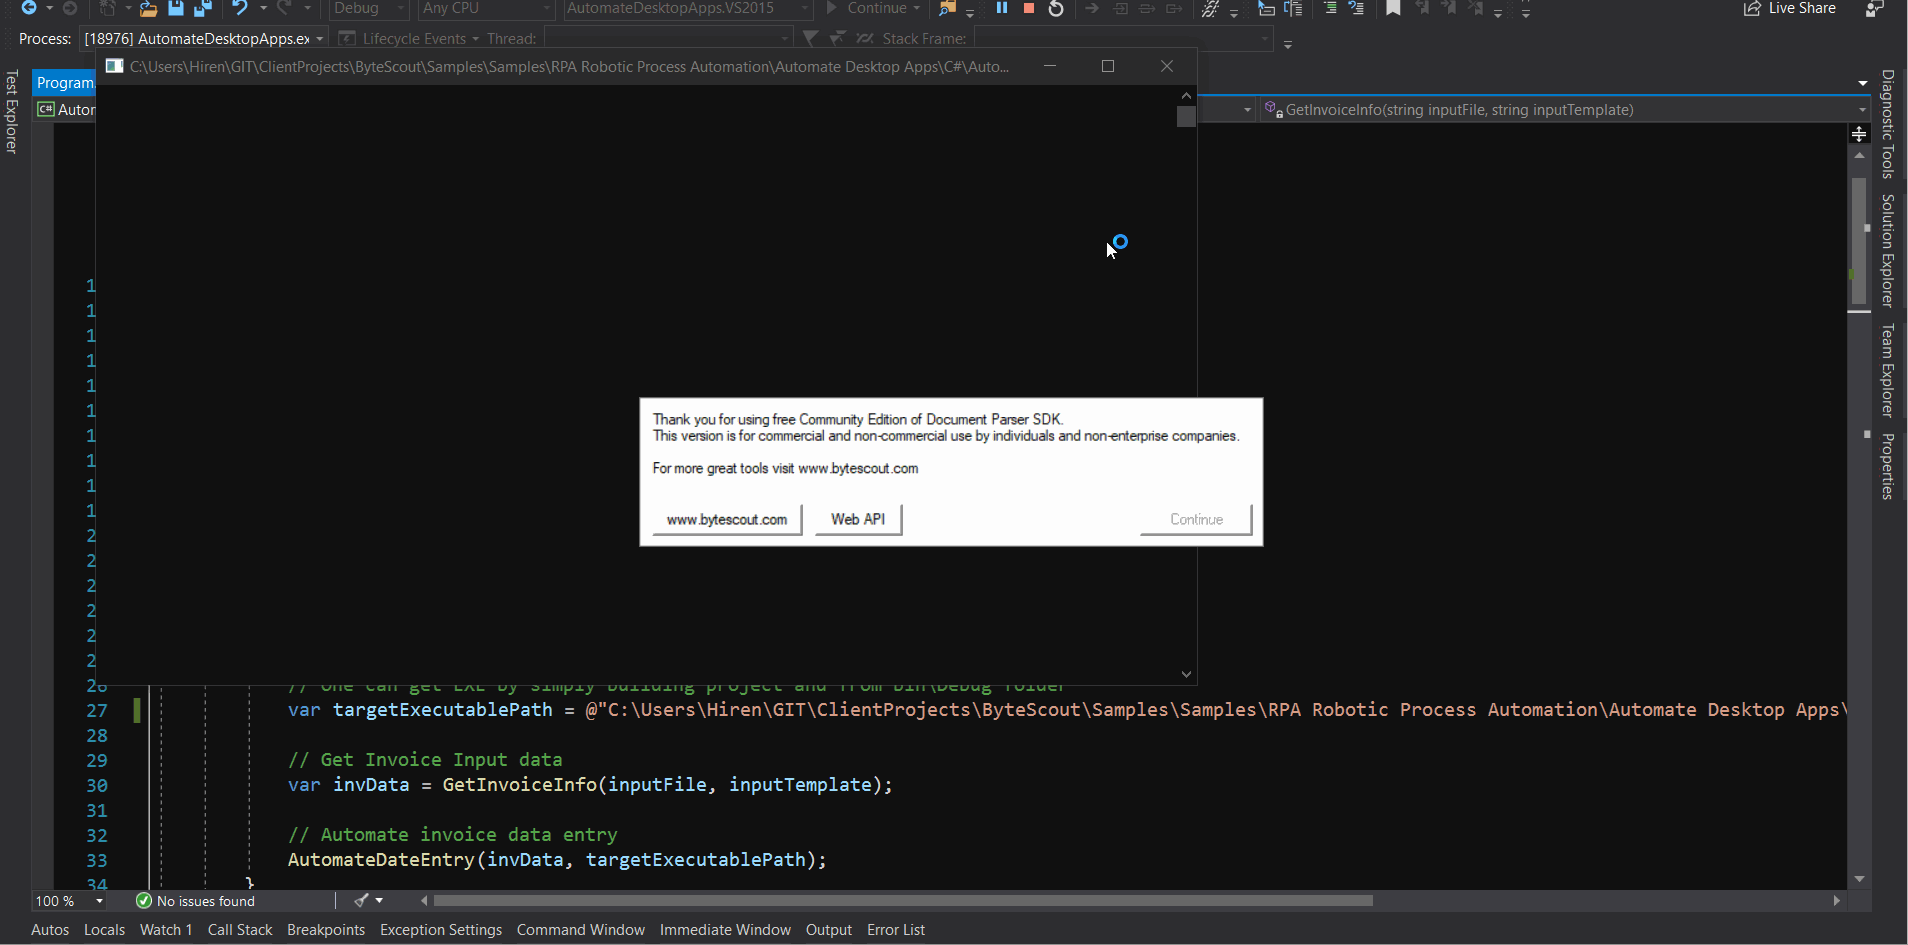 Debug Any CPU AutomateDesktopApps.VS2015 Continue Live Share
Process: [18976] AutomateDesktopApps.ex Lifecycle Events Thread: Stack Frame:
C:\Users\Hiren\GIT\ClientProjects\ByteScout\Samples\Samples\RPA Robotic Process Automation\Automate Desktop Apps\C#\Auto...
Test Explorer
Program.
C# Autom
GetInvoiceInfo(string inputFile, string inputTemplate)
Diagnostic Tools
Solution Explorer
Team Explorer
Properties
1
1
1
1
1
1
1
1
1
1
2
2
2
2
2
2
Thank you for using free Community Edition of Document Parser SDK.
This version is for commercial and non-commercial use by individuals and non-enterprise companies.
For more great tools visit www.bytescout.com
www.bytescout.com Web API Continue
26 // One can get EXE by simply building project and from bin\Debug folder
27 var targetExecutablePath = @"C:\Users\Hiren\GIT\ClientProjects\ByteScout\Samples\Samples\RPA Robotic Process Automation\Automate Desktop Apps\
28
29 // Get Invoice Input data
30 var invData = GetInvoiceInfo(inputFile, inputTemplate);
31
32 // Automate invoice data entry
33 AutomateDateEntry(invData, targetExecutablePath);
34 }
100 % No issues found
Autos Locals Watch 1 Call Stack Breakpoints Exception Settings Command Window Immediate Window Output Error List